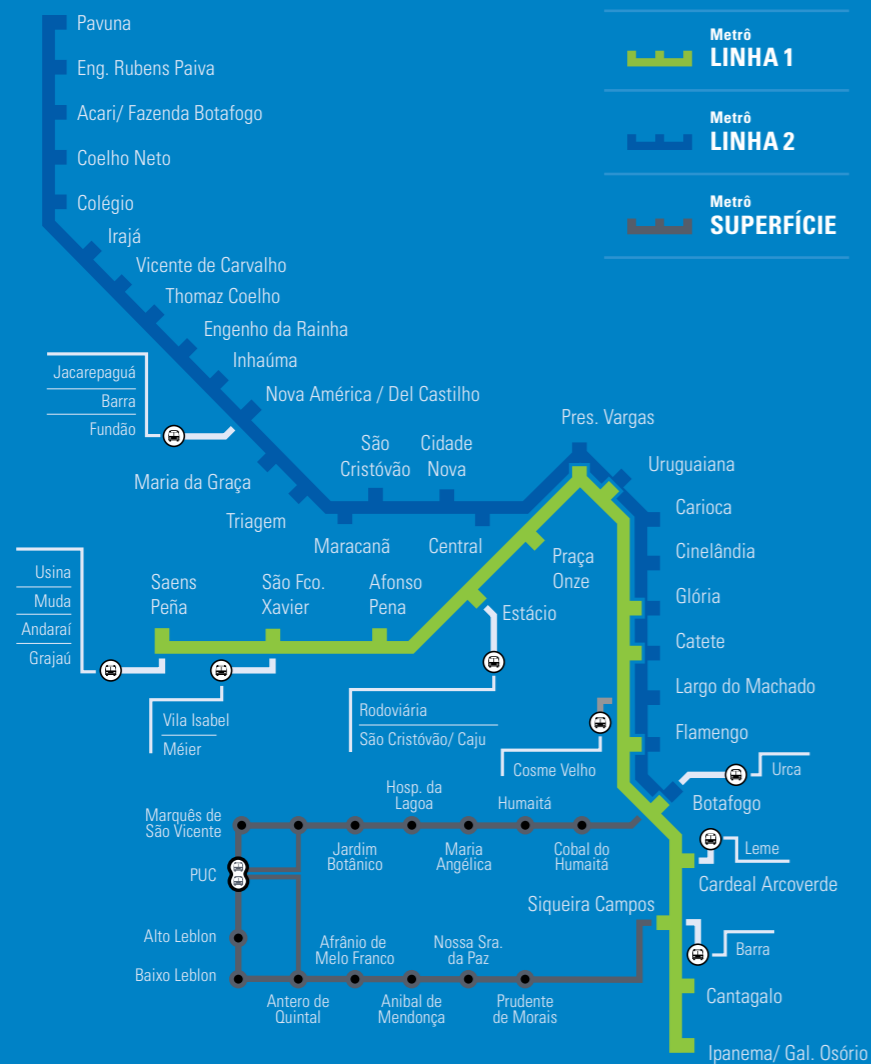 Pavuna
Eng. Rubens Paiva
Acari/ Fazenda Botafogo
Coelho Neto
Colégio
Irajá
Vicente de Carvalho
Thomaz Coelho
Engenho da Rainha
Inhaúma
Nova América / Del Castilho
Metrô
LINHA 1
Metrô
LINHA 2
Metrô
SUPERFÍCIE
Jacarepaguá
Barra
Fundão
Maria da Graça
Triagem
Maracanã
São
Cristóvão
Cidade
Nova
Central
Pres. Vargas
Uruguaiana
Carioca
Cinelândia
Glória
Catete
Largo do Machado
Flamengo
Botafogo
Praça
Onze
Estácio
Afonso
Pena
São Fco.
Xavier
Saens
Peña
Usina
Muda
Andaraí
Grajaú
Vila Isabel
Méier
Rodoviária
São Cristóvão/ Caju
Cosme Velho
Urca
Leme
Cardeal Arcoverde
Siqueira Campos
Barra
Cantagalo
Ipanema/ Gal. Osório
Marquês de
São Vicente
Hosp. da
Lagoa
Humaitá
Jardim
Botânico
Maria
Angélica
Cobal do
Humaitá
PUC
Alto Leblon
Baixo Leblon
Afrânio de
Melo Franco
Nossa Sra.
da Paz
Antero de
Quintal
Anibal de
Mendonça
Prudente
de Morais